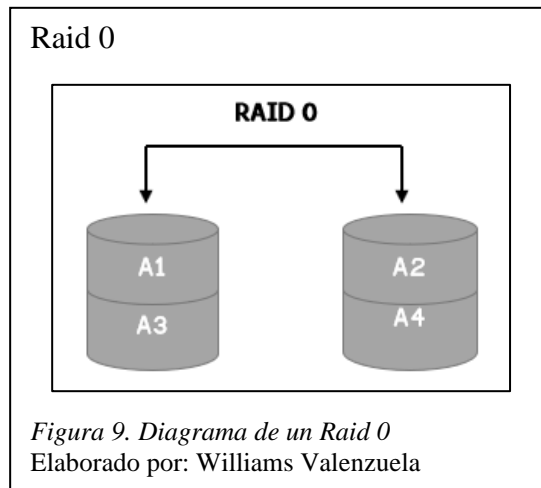 Raid 0
RAID 0
A1
A2
A3
A4
Figura 9. Diagrama de un Raid 0
Elaborado por: Williams Valenzuela